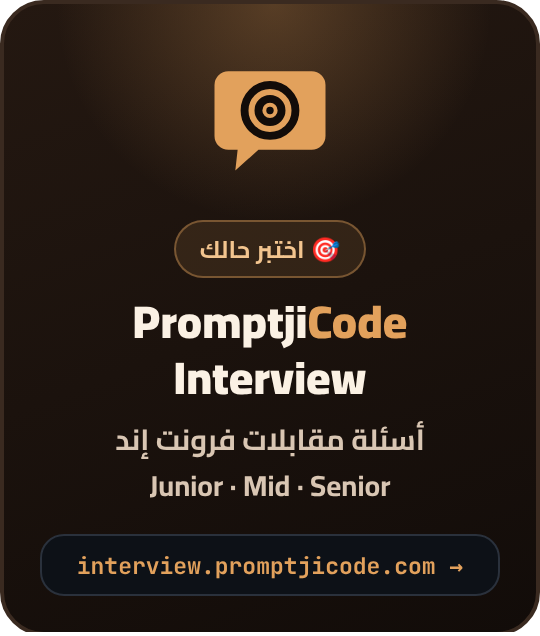 🎯 اختبر حالك
PromptjiCode
Interview
أسئلة مقابلات فرونت إند
Junior · Mid · Senior
interview.promptjicode.com →